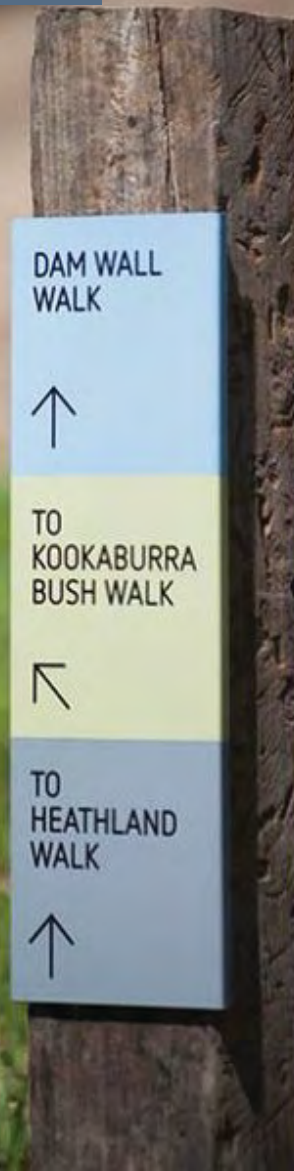 DAM WALL
WALK
↑
TO
KOOKABURRA
BUSH WALK
↖
TO
HEATHLAND
WALK
↑